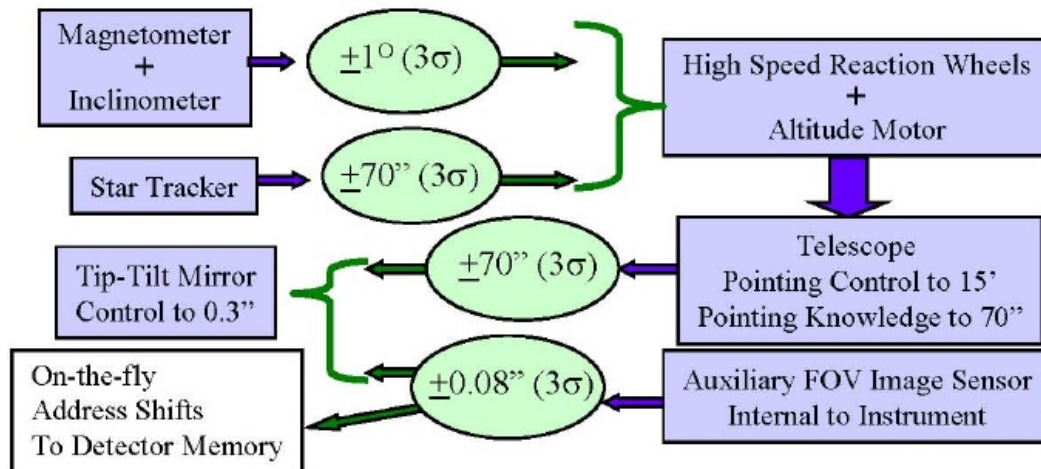 Magnetometer
+
Inclinometer
±1° (3σ)
High Speed Reaction Wheels
+
Altitude Motor
Star Tracker
±70” (3σ)
Tip-Tilt Mirror
Control to 0.3”
±70” (3σ)
Telescope
Pointing Control to 15’
Pointing Knowledge to 70”
On-the-fly
Address Shifts
To Detector Memory
±0.08” (3σ)
Auxiliary FOV Image Sensor
Internal to Instrument